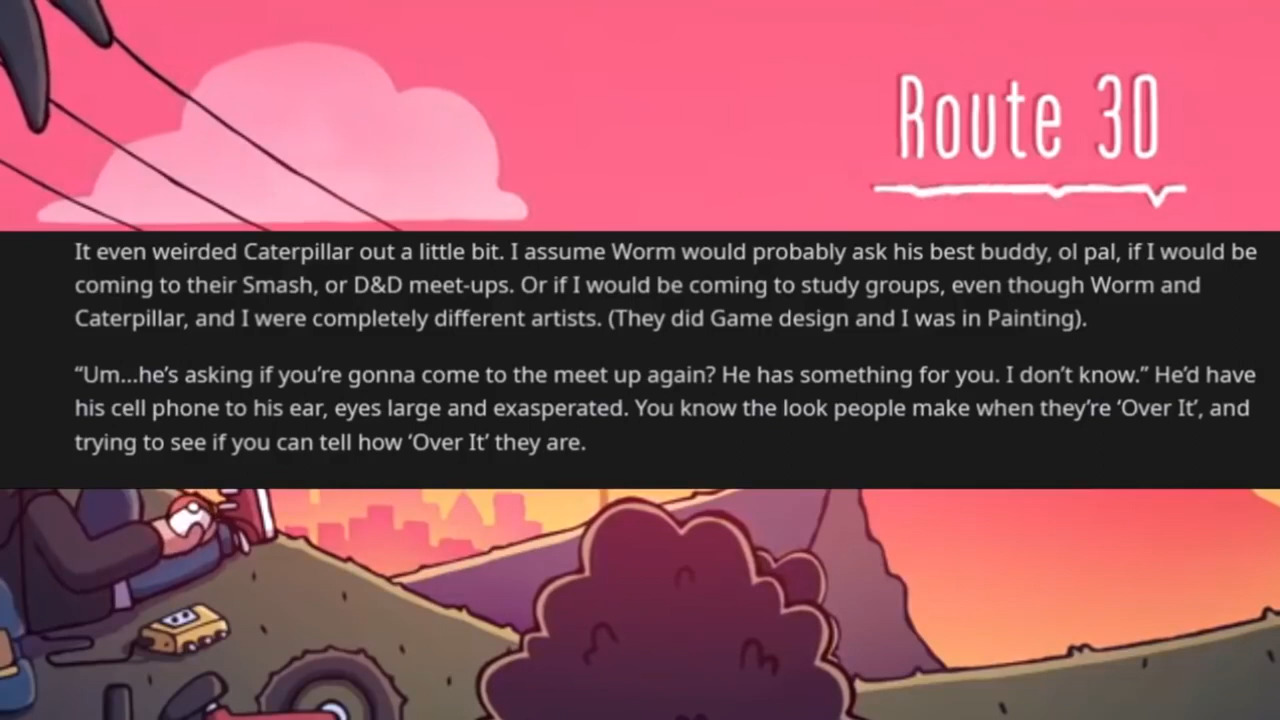 Route 30
It even weirded Caterpillar out a little bit. I assume Worm would probably ask his best buddy, ol pal, if I would be
coming to their Smash, or D&D meet-ups. Or if I would be coming to study groups, even though Worm and
Caterpillar, and I were completely different artists. (They did Game design and I was in Painting).
“Um...he’s asking if you’re gonna come to the meet up again? He has something for you. I don’t know.” He’d have
his cell phone to his ear, eyes large and exasperated. You know the look people make when they’re ‘Over It’, and
trying to see if you can tell how ‘Over It’ they are.